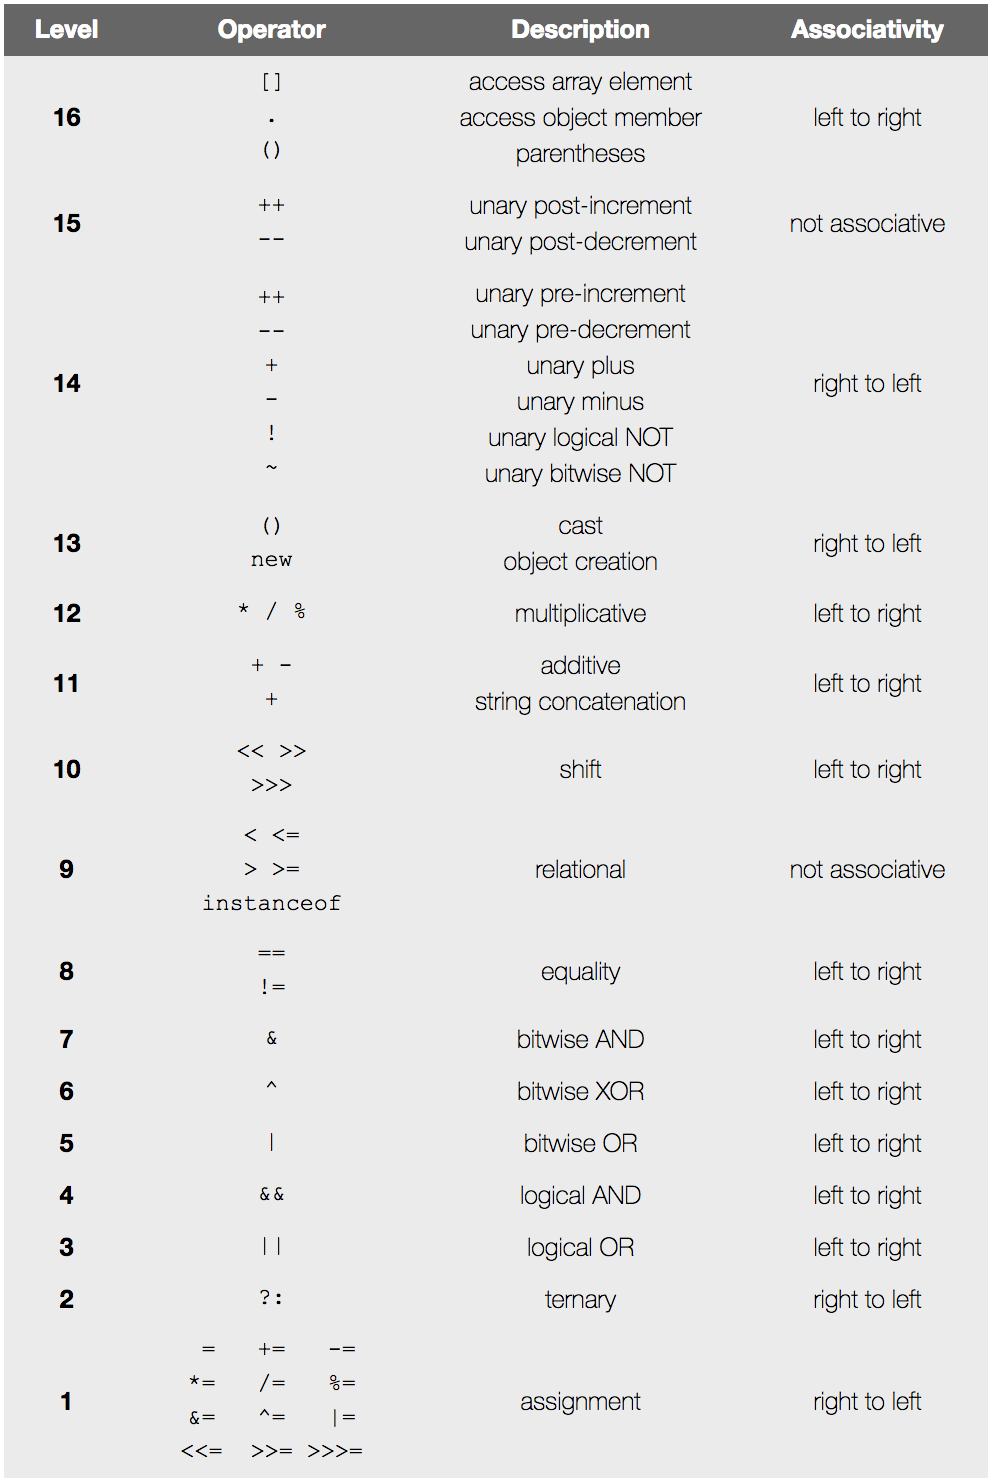 Level Operator Description Associativity
16 [] access array element left to right
. access object member
() parentheses
15 ++ unary post-increment not associative
-- unary post-decrement
14 ++ unary pre-increment right to left
-- unary pre-decrement
+ unary plus
- unary minus
! unary logical NOT
~ unary bitwise NOT
13 () cast right to left
new object creation
12 * / % multiplicative left to right
11 + - additive left to right
+ string concatenation
10 << >> shift left to right
>>>
9 < <= relational not associative
> >=
instanceof
8 == equality left to right
!=
7 & bitwise AND left to right
6 ^ bitwise XOR left to right
5 | bitwise OR left to right
4 && logical AND left to right
3 || logical OR left to right
2 ?: ternary right to left
1 = += -= assignment right to left
*= /= %=
&= ^= |=
<<= >>= >>>=